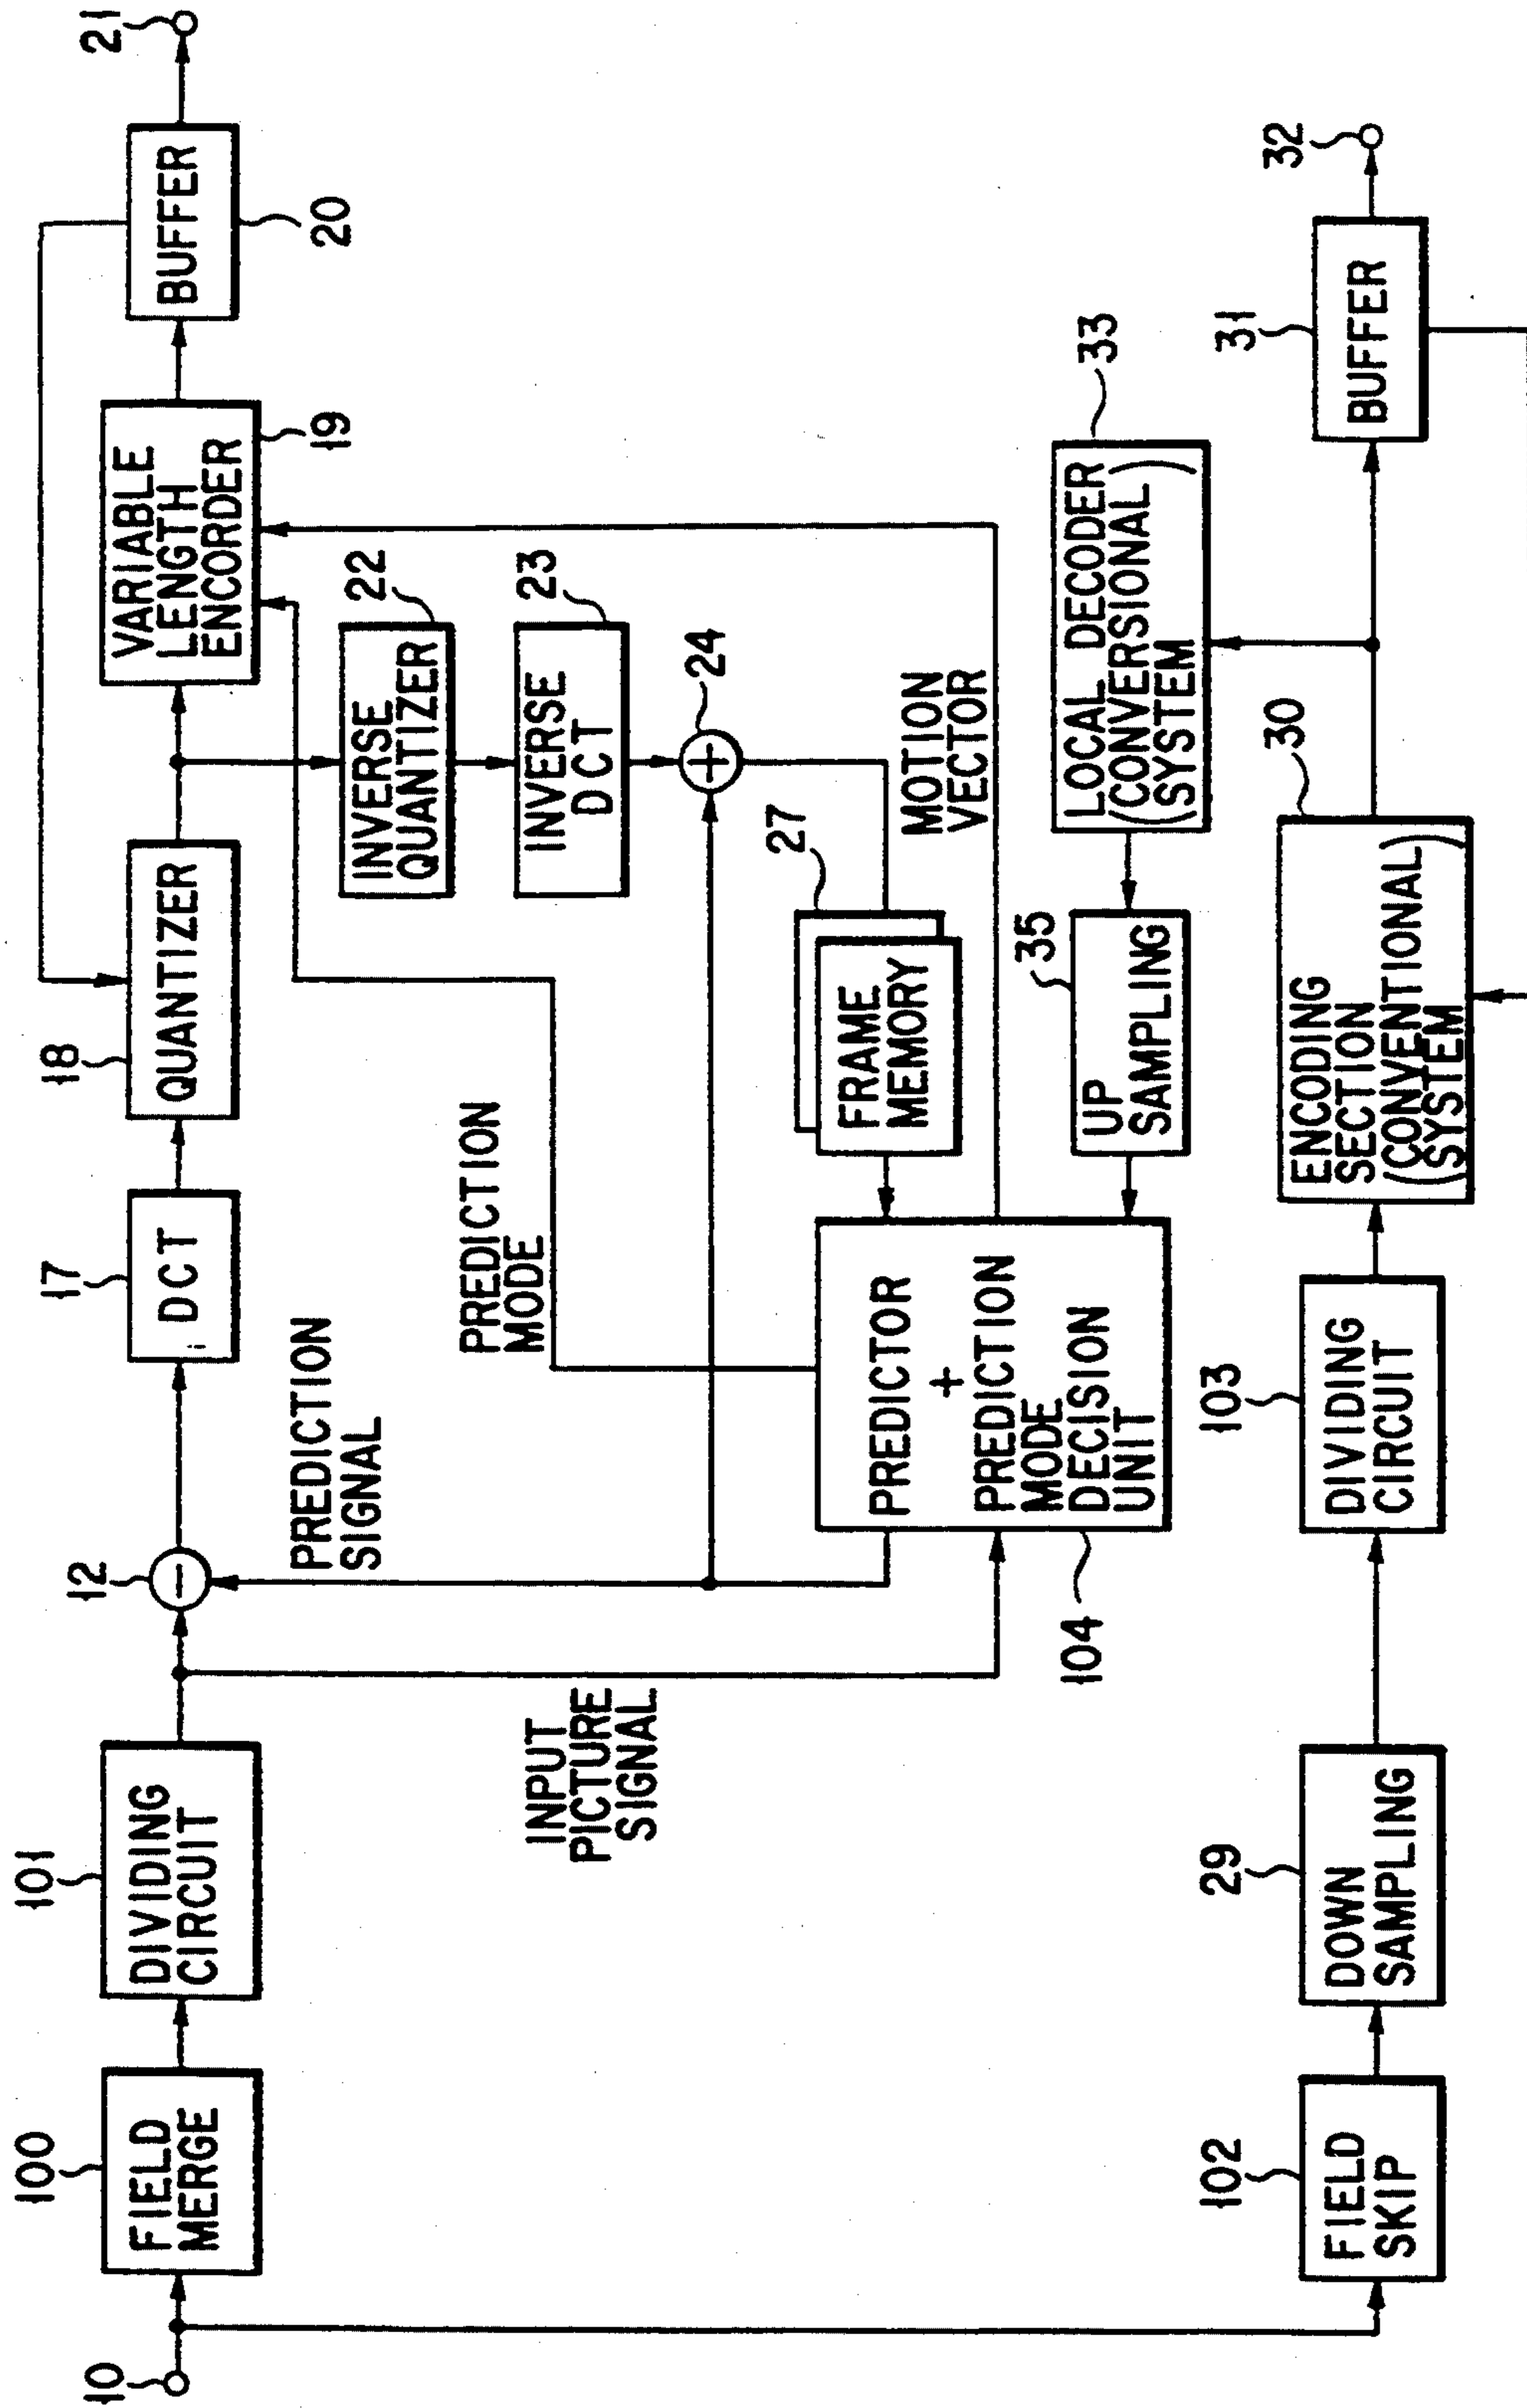 10
100
FIELD
MERGE
101
DIVIDING
CIRCUIT
12
17
DCT
18
QUANTIZER
VARIABLE
LENGTH
ENCORDER
19
BUFFER
20
21
INPUT
PICTURE
SIGNAL
PREDICTION
SIGNAL
PREDICTION
MODE
INVERSE
QUANTIZER
22
INVERSE
DCT
23
24
MOTION
VECTOR
27
FRAME
MEMORY
PREDICTOR
+
PREDICTION
MODE
DECISION
UNIT
104
35
UP
SAMPLING
LOCAL DECODER
(CONVERSIONAL)
(SYSTEM )
33
102
FIELD
SKIP
29
DOWN
SAMPLING
103
DIVIDING
CIRCUIT
30
ENCODING
SECTION
(CONVENTIONAL)
(SYSTEM )
31
BUFFER
32